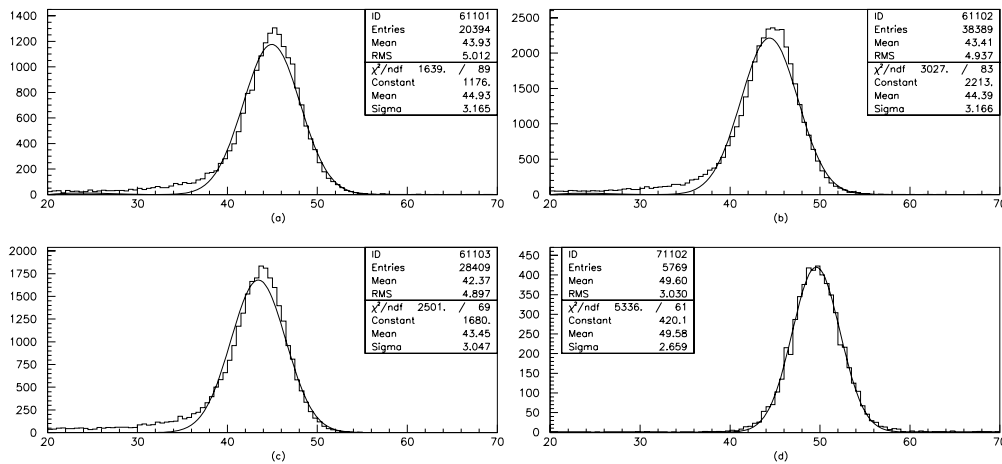 ID 61101
Entries 20394
Mean 43.93
RMS 5.012
χ²/ndf 1639. / 89
Constant 1176.
Mean 44.93
Sigma 3.165
1400
1200
1000
800
600
400
200
0
20 30 40 50 60 70
(a)
ID 61102
Entries 38389
Mean 43.41
RMS 4.937
χ²/ndf 3027. / 83
Constant 2213.
Mean 44.39
Sigma 3.166
2500
2000
1500
1000
500
0
20 30 40 50 60 70
(b)
ID 61103
Entries 28409
Mean 42.37
RMS 4.897
χ²/ndf 2501. / 69
Constant 1680.
Mean 43.45
Sigma 3.047
2000
1750
1500
1250
1000
750
500
250
0
20 30 40 50 60 70
(c)
ID 71102
Entries 5769
Mean 49.60
RMS 3.030
χ²/ndf 5336. / 61
Constant 420.1
Mean 49.58
Sigma 2.659
450
400
350
300
250
200
150
100
50
0
20 30 40 50 60 70
(d)